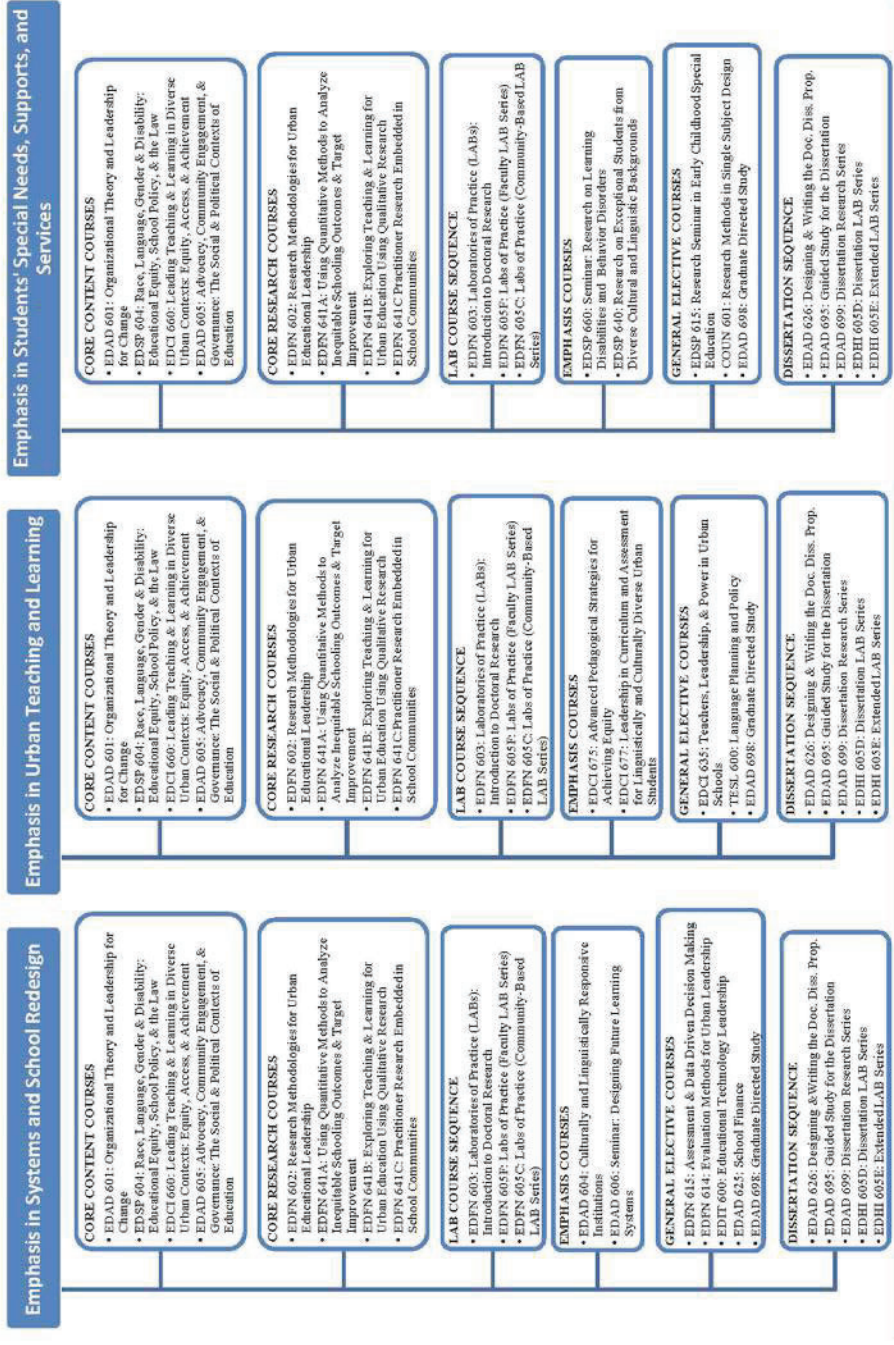 Emphasis in Systems and School Redesign
CORE CONTENT COURSES
• EDAD 601: Organizational Theory and Leadership for
Change
• EDSP 604: Race, Language, Gender & Disability:
Educational Equity, School Policy, & the Law
• EDCI 660: Leading Teaching & Learning in Diverse
Urban Contexts: Equity, Access, & Achievement
• EDAD 605: Advocacy, Community Engagement, &
Governance: The Social & Political Contexts of
Education
CORE RESEARCH COURSES
• EDFN 602: Research Methodologies for Urban
Educational Leadership
• EDFN 641A: Using Quantitative Methods to Analyze
Inequitable Schooling Outcomes & Target
Improvement
• EDFN 641B: Exploring Teaching & Learning for
Urban Education Using Qualitative Research
• EDFN 641C: Practitioner Research Embedded in
School Communities
LAB COURSE SEQUENCE
• EDFN 603: Laboratories of Practice (LABs):
Introduction to Doctoral Research
• EDFN 605F: Labs of Practice (Faculty LAB Series)
• EDFN 605C: Labs of Practice (Community-Based
LAB Series)
EMPHASIS COURSES
• EDAD 604: Culturally and Linguistically Responsive
Institutions
• EDAD 606: Seminar: Designing Future Learning
Systems
GENERAL ELECTIVE COURSES
• EDFN 615: Assessment & Data Driven Decision Making
• EDFN 614: Evaluation Methods for Urban Leadership
• EDIT 600: Educational Technology Leadership
• EDAD 625: School Finance
• EDAD 698: Graduate Directed Study
DISSERTATION SEQUENCE
• EDAD 626: Designing & Writing the Doc. Diss. Prop.
• EDAD 695: Guided Study for the Dissertation
• EDAD 699: Dissertation Research Series
• EDHI 605D: Dissertation LAB Series
• EDHI 605E: Extended LAB Series
Emphasis in Urban Teaching and Learning
CORE CONTENT COURSES
• EDAD 601: Organizational Theory and Leadership
for Change
• EDSP 604: Race, Language, Gender & Disability:
Educational Equity, School Policy, & the Law
• EDCI 660: Leading Teaching & Learning in Diverse
Urban Contexts: Equity, Access, & Achievement
• EDAD 605: Advocacy, Community Engagement, &
Governance: The Social & Political Contexts of
Education
CORE RESEARCH COURSES
• EDFN 602: Research Methodologies for Urban
Educational Leadership
• EDFN 641A: Using Quantitative Methods to
Analyze Inequitable Schooling Outcomes & Target
Improvement
• EDFN 641B: Exploring Teaching & Learning for
Urban Education Using Qualitative Research
• EDFN 641C:Practitioner Research Embedded in
School Communities
LAB COURSE SEQUENCE
• EDFN 603: Laboratories of Practice (LABs):
Introduction to Doctoral Research
• EDFN 605F: Labs of Practice (Faculty LAB Series)
• EDFN 605C: Labs of Practice (Community-Based
LAB Series)
EMPHASIS COURSES
• EDCI 675: Advanced Pedagogical Strategies for
Achieving Equity
• EDCI 677: Leadership in Curriculum and Assessment
for Linguistically and Culturally Diverse Urban
Students
GENERAL ELECTIVE COURSES
• EDCI 635: Teachers, Leadership, & Power in Urban
Schools
• TESL 600: Language Planning and Policy
• EDAD 698: Graduate Directed Study
DISSERTATION SEQUENCE
• EDAD 626: Designing & Writing the Doc. Diss. Prop.
• EDAD 695: Guided Study for the Dissertation
• EDAD 699: Dissertation Research Series
• EDHI 605D: Dissertation LAB Series
• EDHI 605E: Extended LAB Series
Emphasis in Students' Special Needs, Supports, and
Services
CORE CONTENT COURSES
• EDAD 601: Organizational Theory and Leadership
for Change
• EDSP 604: Race, Language, Gender & Disability:
Educational Equity, School Policy, & the Law
• EDCI 660: Leading Teaching & Learning in Diverse
Urban Contexts: Equity, Access, & Achievement
• EDAD 605: Advocacy, Community Engagement, &
Governance: The Social & Political Contexts of
Education
CORE RESEARCH COURSES
• EDFN 602: Research Methodologies for Urban
Educational Leadership
• EDFN 641A: Using Quantitative Methods to Analyze
Inequitable Schooling Outcomes & Target
Improvement
• EDFN 641B: Exploring Teaching & Learning for
Urban Education Using Qualitative Research
• EDFN 641C Practitioner Research Embedded in
School Communities
LAB COURSE SEQUENCE
• EDFN 603: Laboratories of Practice (LABs):
Introduction to Doctoral Research
• EDFN 605F: Labs of Practice (Faculty LAB Series)
• EDFN 605C: Labs of Practice (Community-Based LAB
Series)
EMPHASIS COURSES
• EDSP 660: Seminar: Research on Learning
Disabilities and Behavior Disorders
• EDSP 640: Research on Exceptional Students from
Diverse Cultural and Linguistic Backgrounds
GENERAL ELECTIVE COURSES
• EDSP 615: Research Seminar in Early Childhood Special
Education
• COUN 601: Research Methods in Single Subject Design
• EDAD 698: Graduate Directed Study
DISSERTATION SEQUENCE
• EDAD 626: Designing & Writing the Doc. Diss. Prop.
• EDAD 695: Guided Study for the Dissertation
• EDAD 699: Dissertation Research Series
• EDHI 605D: Dissertation LAB Series
• EDHI 605E: Extended LAB Series